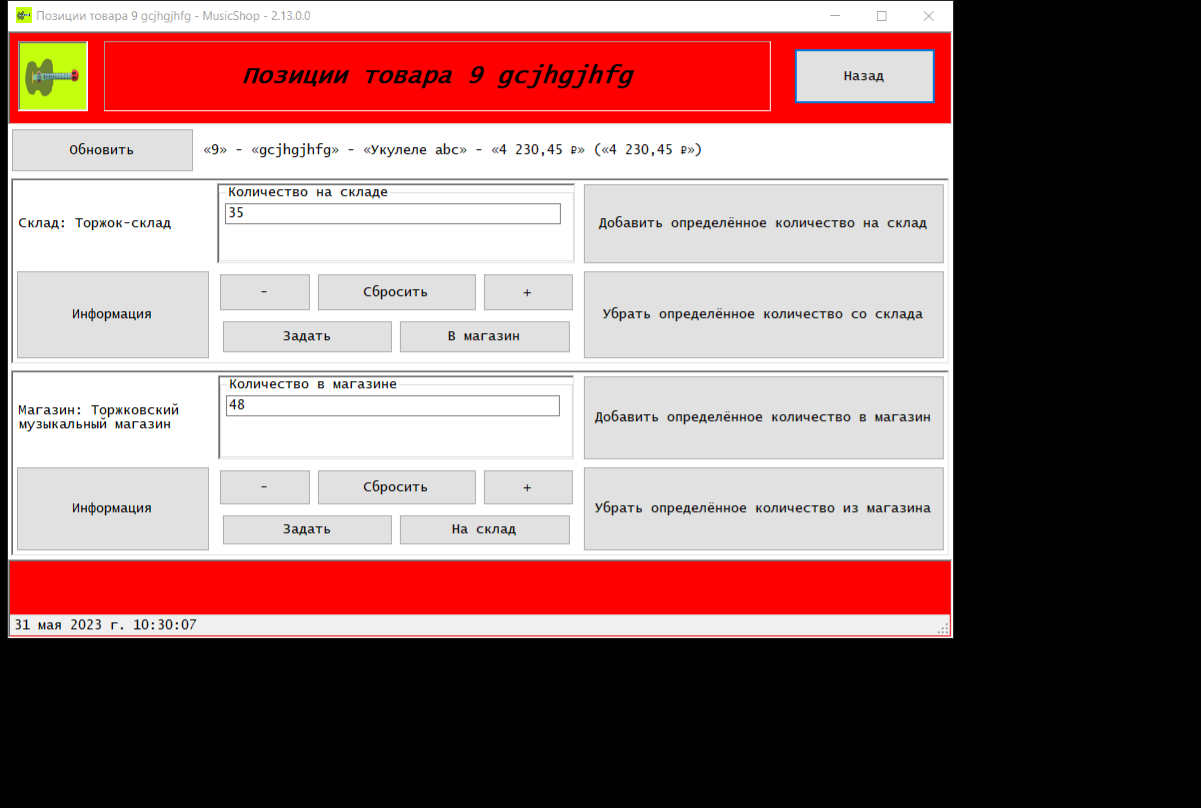 Позиции товара 9 gcjhgjhfg - MusicShop - 2.13.0.0
Позиции товара 9 gcjhgjhfg
Назад
Обновить
«9» - «gcjhgjhfg» - «Укулеле abc» - «4 230,45 ₽» («4 230,45 ₽»)
Количество на складе
35
Склад: Торжок-склад
Добавить определённое количество на склад
Информация
-
Сбросить
+
Задать
В магазин
Убрать определённое количество со склада
Количество в магазине
48
Магазин: Торжковский
музыкальный магазин
Добавить определённое количество в магазин
Информация
-
Сбросить
+
Задать
На склад
Убрать определённое количество из магазина
31 мая 2023 г. 10:30:07